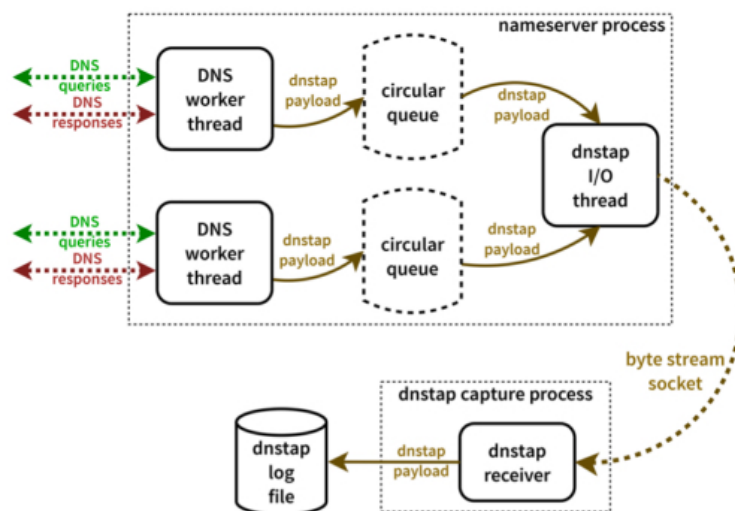 nameserver process
DNS
queries
DNS
responses
DNS
worker
thread
dnstap
payload
circular
queue
dnstap
payload
dnstap
I/O
thread
DNS
queries
DNS
responses
DNS
worker
thread
dnstap
payload
circular
queue
dnstap
payload
byte stream
socket
dnstap capture process
dnstap
log
file
dnstap
payload
dnstap
receiver